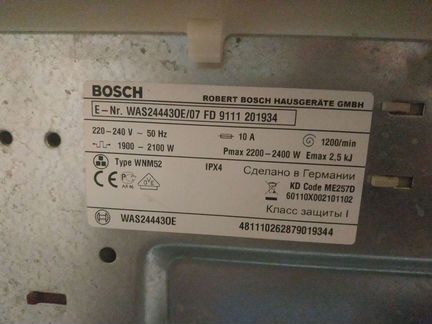 BOSCH
ROBERT BOSCH HAUSGERÄTE GMBH
E-Nr. WAS24443OE/07 FD 9111 201934
220-240 V ~ 50 Hz 10 A 1200/min
1900 - 2100 W Pmax 2200-2400 W Emax 2,5 kJ
Type WNM52 IPX4 Сделано в Германии
KD Code ME257D
60110X002101102
Класс защиты I
WAS24443OE 481110262879019344